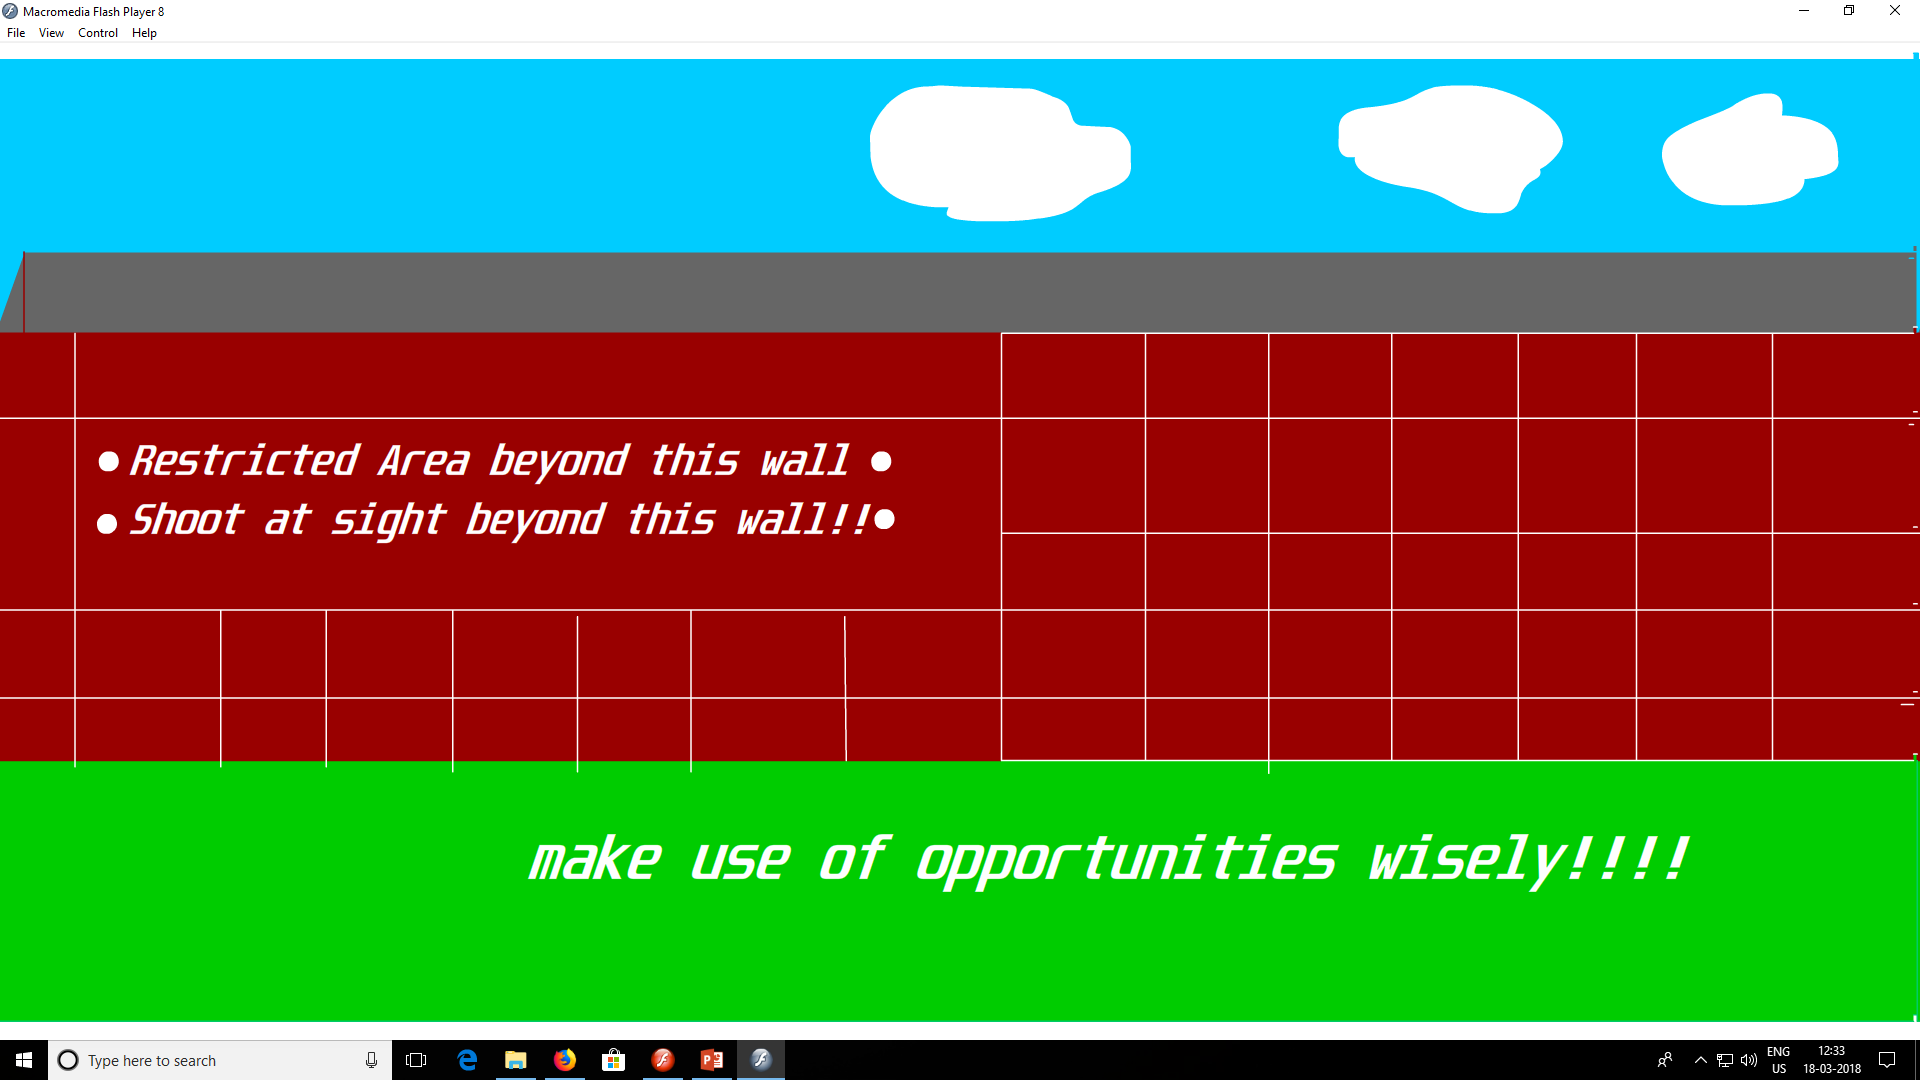 Macromedia Flash Player 8
File View Control Help
Restricted Area beyond this wall
Shoot at sight beyond this wall!!
make use of opportunities wisely!!!!
Type here to search
ENG
US
12:33
18-03-2018